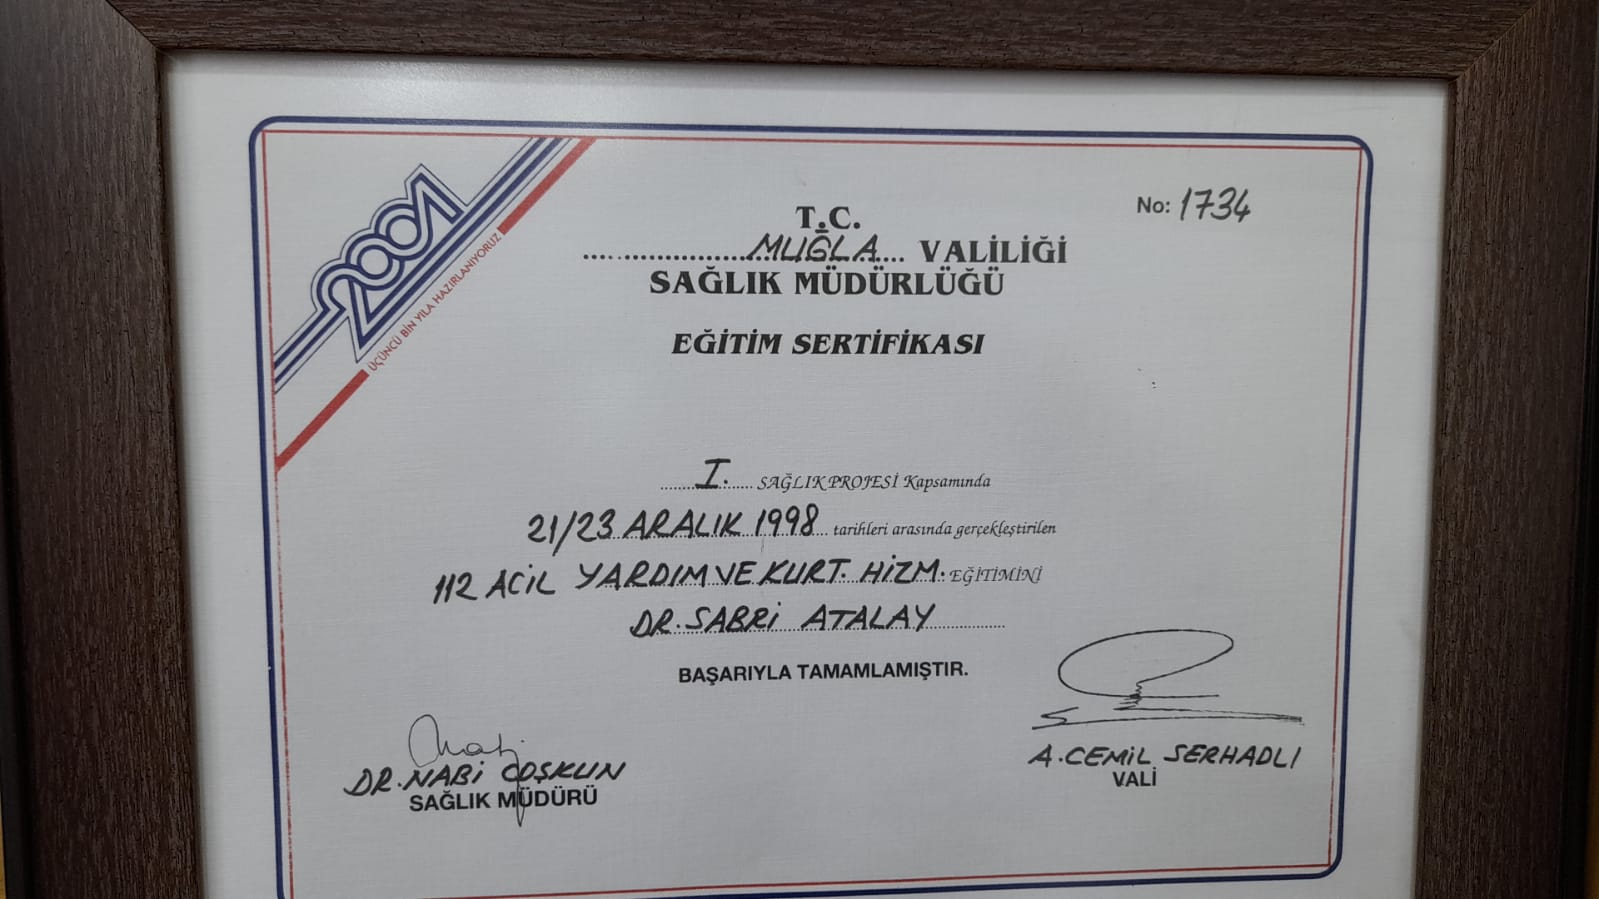 2001
ÜÇÜNCÜ BİN YILA HAZIRLANIYORUZ
No: 1734
T.C.
MUĞLA VALİLİĞİ
SAĞLIK MÜDÜRLÜĞÜ
EĞİTİM SERTİFİKASI
I. SAĞLIK PROJESİ Kapsamında
21/23 ARALIK 1998 tarihleri arasında gerçekleştirilen
112 ACİL YARDIM VE KURT. HİZM. EĞİTİMİNİ
DR. SABRİ ATALAY
BAŞARIYLA TAMAMLAMIŞTIR.
DR. NABİ COŞKUN
SAĞLIK MÜDÜRÜ
A. CEMİL SERHADLI
VALİ